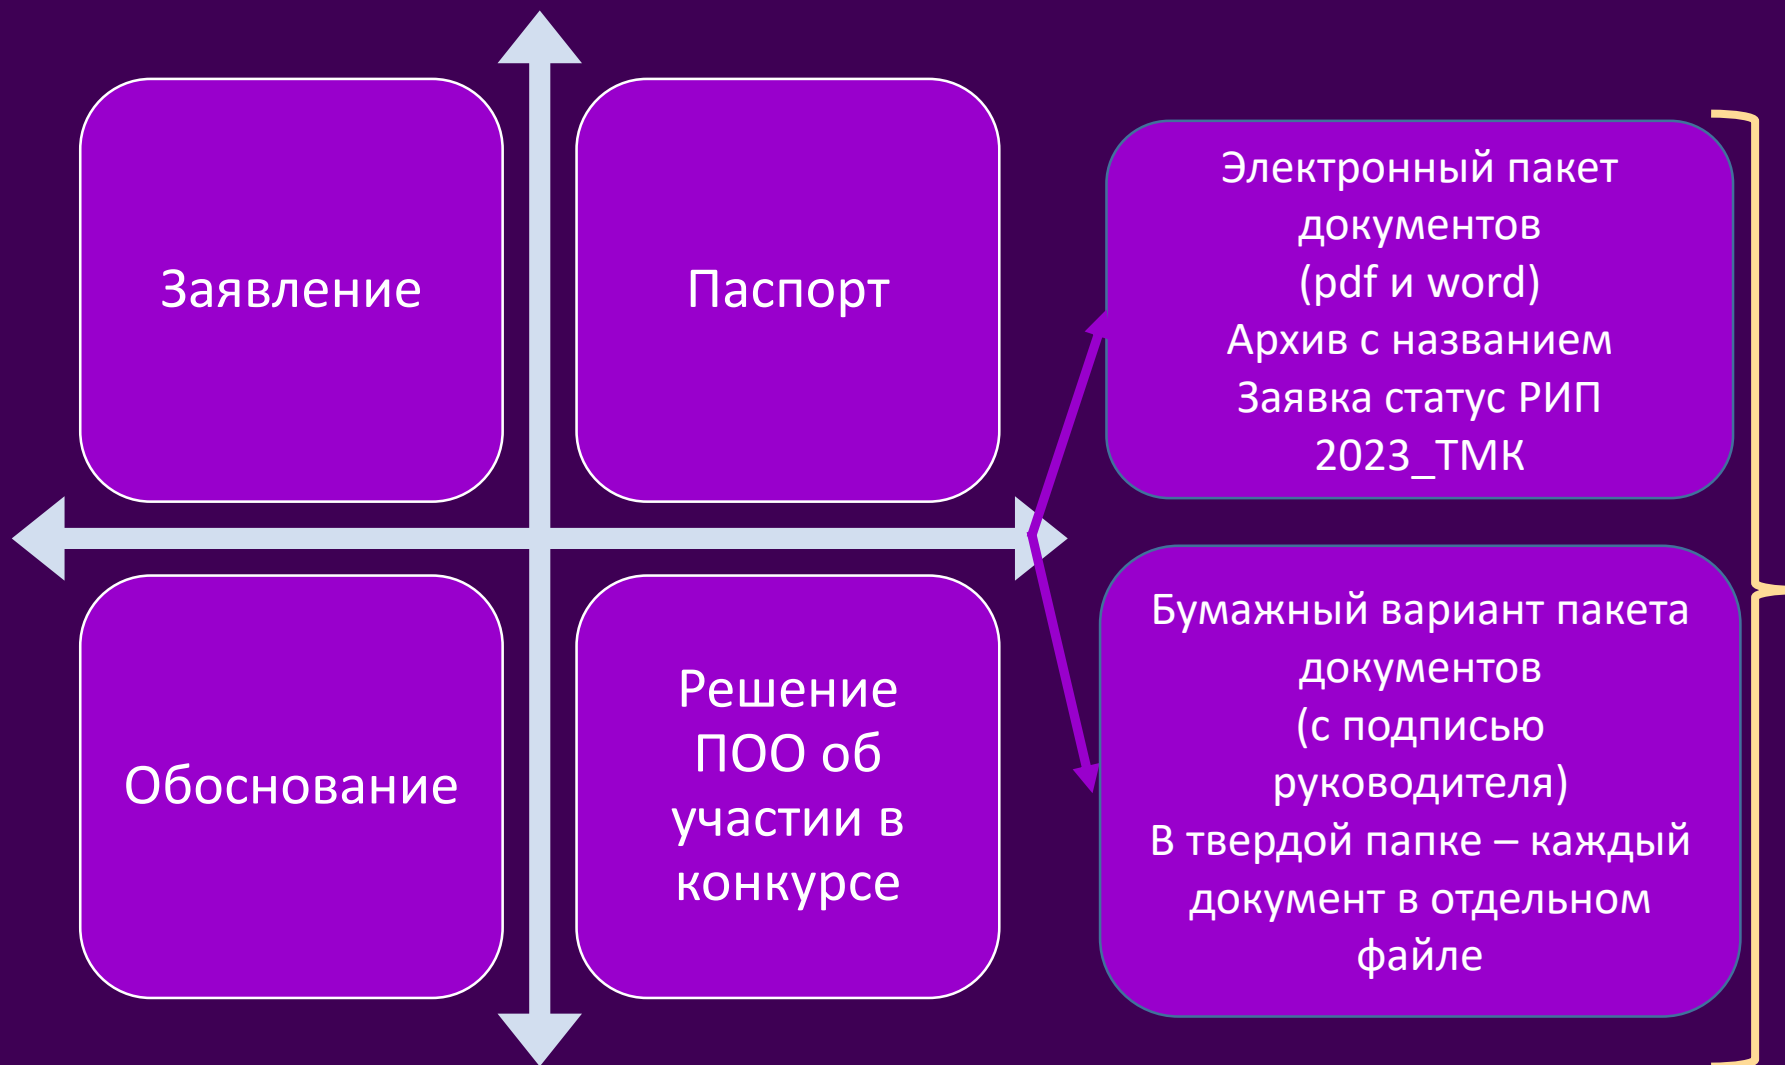 Заявление
Паспорт
Обоснование
Решение
ПОО об
участии в
конкурсе
Электронный пакет
документов
(pdf и word)
Архив с названием
Заявка статус РИП
2023_ТМК
Бумажный вариант пакета
документов
(с подписью
руководителя)
В твердой папке – каждый
документ в отдельном
файле